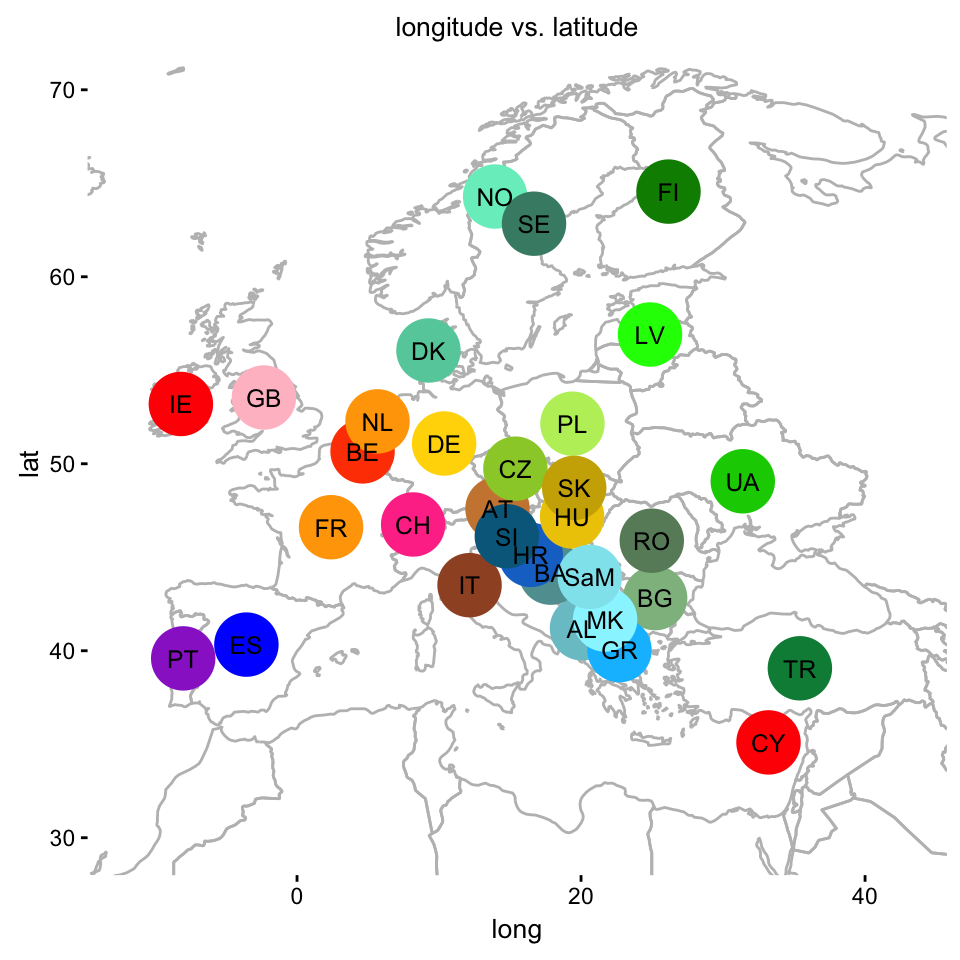 longitude vs. latitude
70
60
50
40
30
lat
NO
FI
SE
LV
DK
IE
GB
NL
PL
DE
BE
CZ
UA
SK
AT
HU
FR
CH
SI
RO
HR
BA
SaM
IT
BG
MK
AL
ES
GR
PT
TR
CY
0
20
40
long